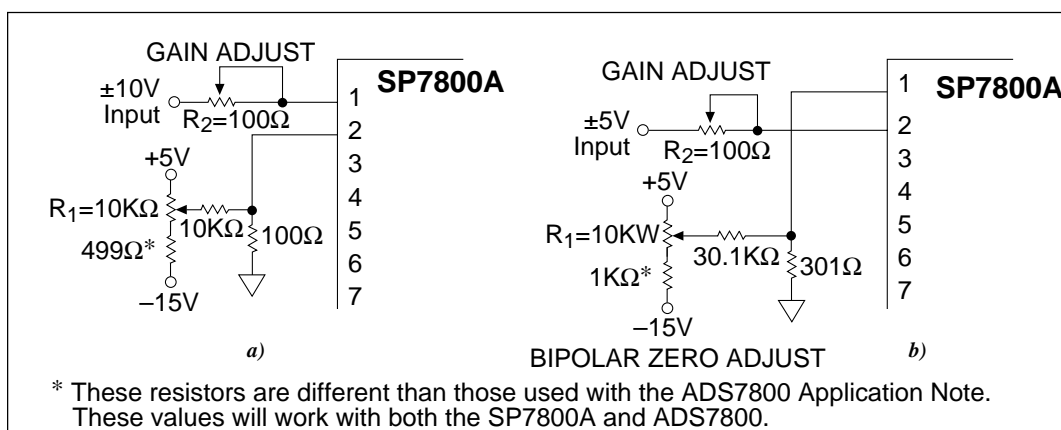 GAIN ADJUST
SP7800A
±10V
Input
R2=100Ω
1
2
3
4
5
6
7
+5V
R1=10KΩ
10KΩ
100Ω
499Ω*
–15V
a)
GAIN ADJUST
SP7800A
±5V
Input
R2=100Ω
1
2
3
4
5
6
7
+5V
R1=10KW
30.1KΩ
301Ω
1KΩ*
–15V
BIPOLAR ZERO ADJUST
b)
* These resistors are different than those used with the ADS7800 Application Note.
These values will work with both the SP7800A and ADS7800.